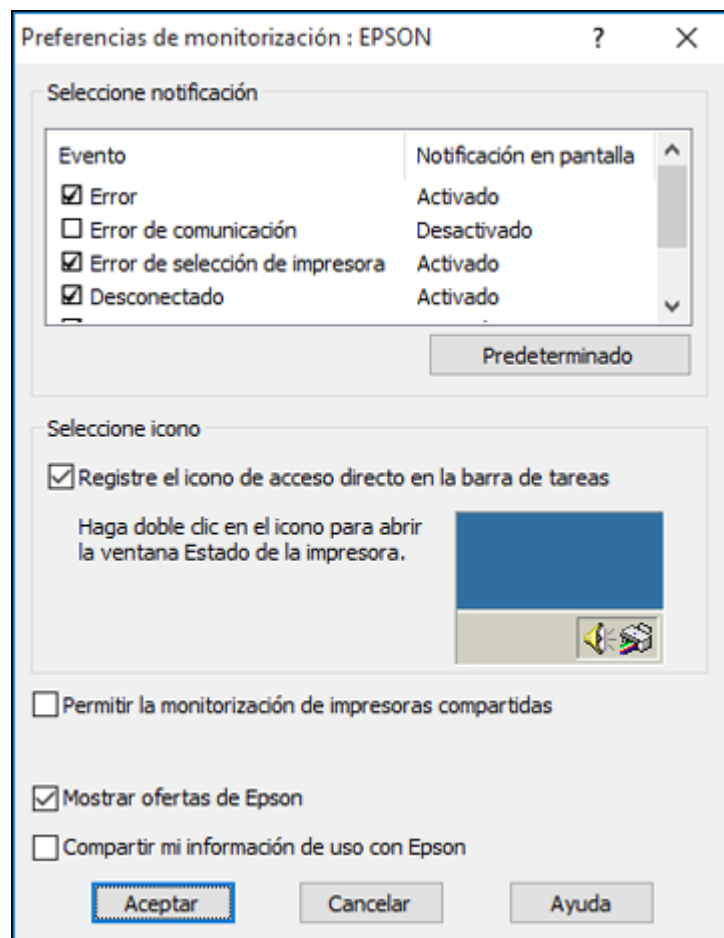 Preferencias de monitorización : EPSON ? ×
Seleccione notificación
Evento Notificación en pantalla
Error Activado
Error de comunicación Desactivado
Error de selección de impresora Activado
Desconectado Activado
Predeterminado
Seleccione icono
Registre el icono de acceso directo en la barra de tareas
Haga doble clic en el icono para abrir
la ventana Estado de la impresora.
Permitir la monitorización de impresoras compartidas
Mostrar ofertas de Epson
Compartir mi información de uso con Epson
Aceptar Cancelar Ayuda